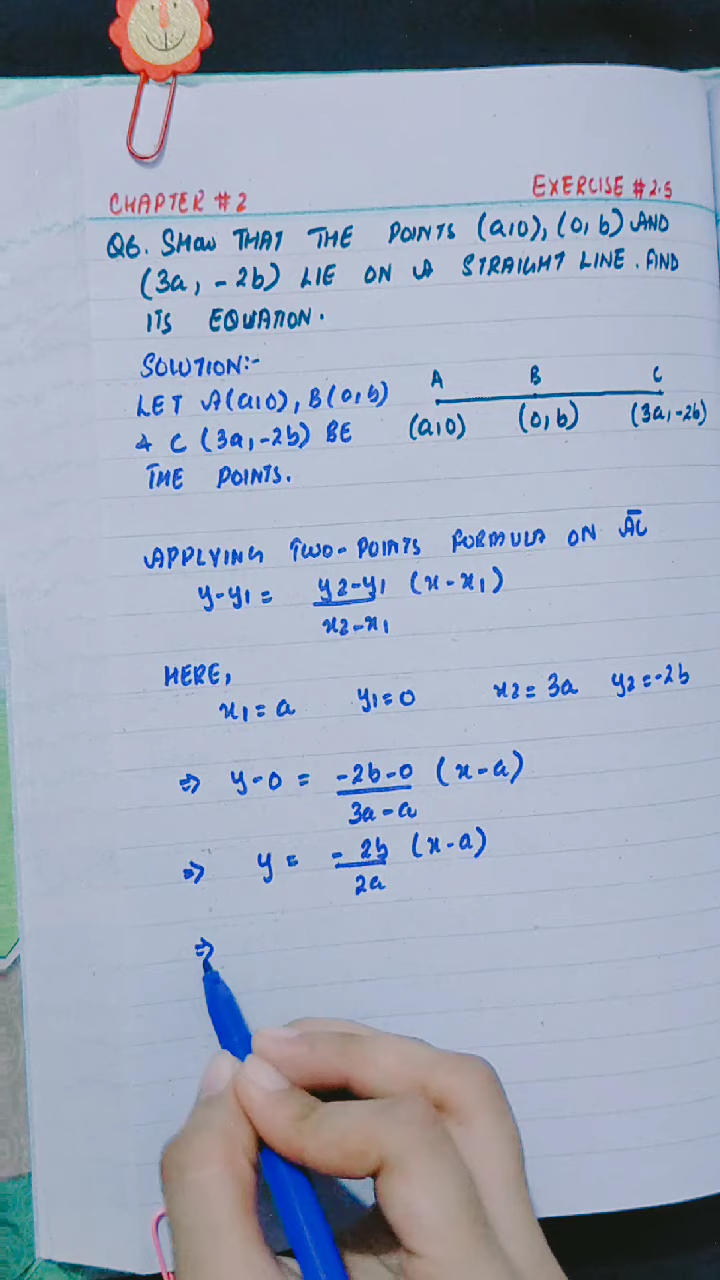 CHAPTER # 2 EXERCISE # 2.5
Q6. SHOW THAT THE POINTS (a,0), (0, b) AND
(3a, -2b) LIE ON A STRAIGHT LINE. FIND
ITS EQUATION.
SOLUTION:-
A B C
LET A(a,0), B(0,b)
(a,0) (0,b) (3a,-2b)
& C (3a,-2b) BE
THE POINTS.
APPLYING TWO-POINTS FORMULA ON A̅C̅
y-y₁ = y₂-y₁/x₂-x₁ (x-x₁)
HERE,
x₁ = a y₁ = 0 x₂ = 3a y₂ = -2b
⇒ y-0 = -2b-0/3a-a (x-a)
⇒ y = -2b/2a (x-a)
⇒